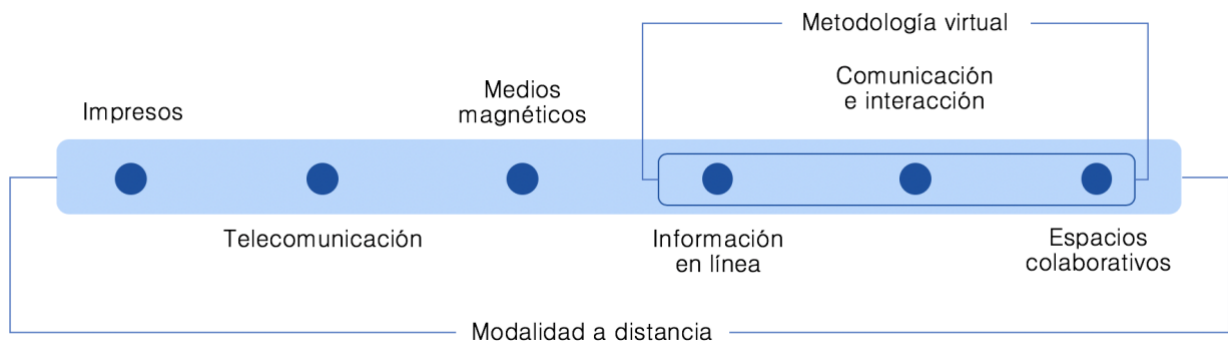 Metodología virtual
Comunicación
e interacción
Medios
magnéticos
Impresos
Telecomunicación
Información
en línea
Espacios
colaborativos
Modalidad a distancia